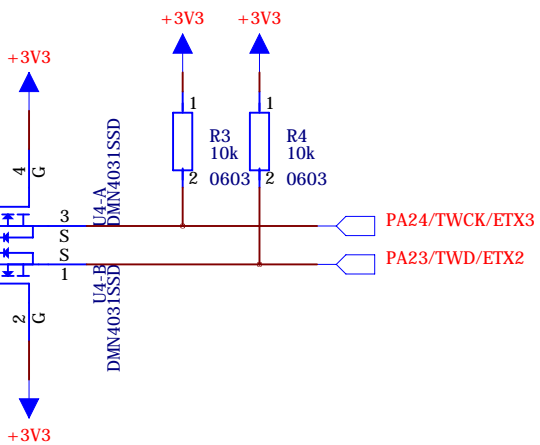 +3V3
+3V3
+3V3
1
1
R3
10k
0603
R4
10k
0603
2
2
4
G
U4-A
DMN4031SSD
3
S
PA24/TWCK/ETX3
S
1
PA23/TWD/ETX2
U4-B
DMN4031SSD
2
G
+3V3